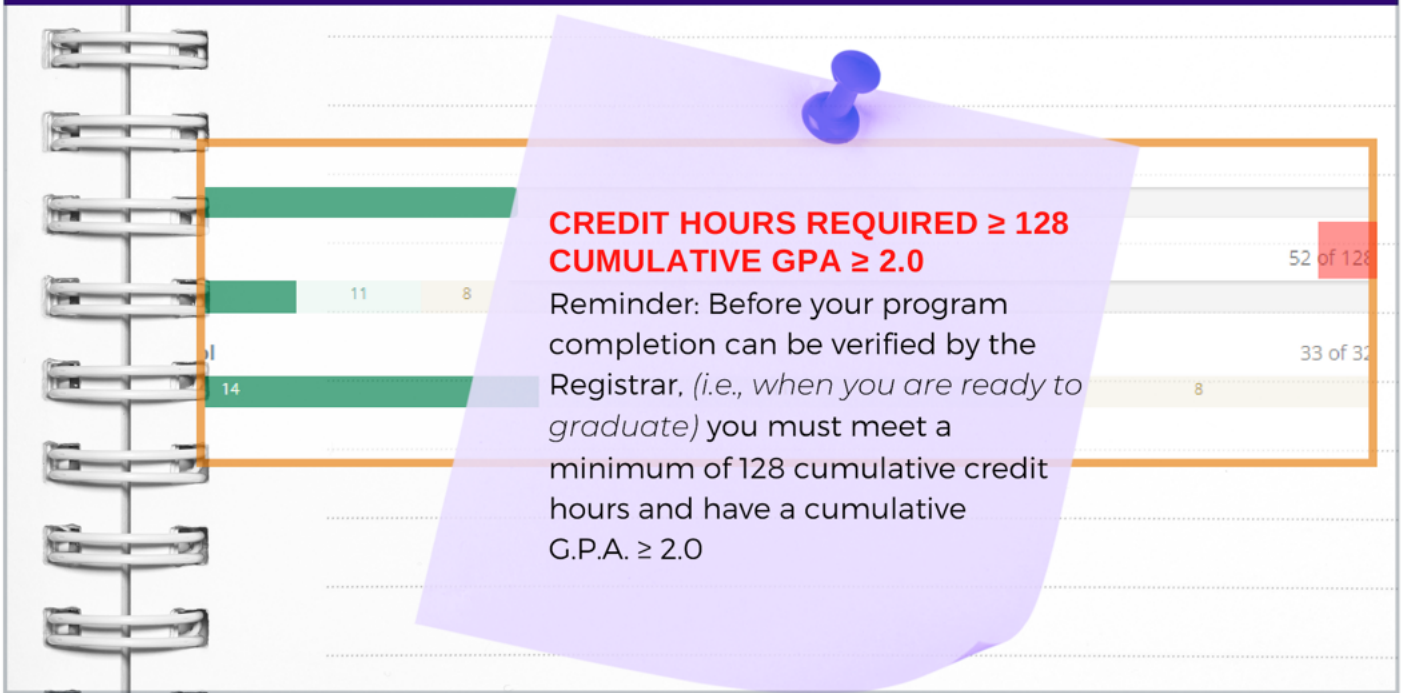 CREDIT HOURS REQUIRED ≥ 128
CUMULATIVE GPA ≥ 2.0
Reminder: Before your program
completion can be verified by the
Registrar, (i.e., when you are ready to
graduate) you must meet a
minimum of 128 cumulative credit
hours and have a cumulative
G.P.A. ≥ 2.0
52 of 128
11 8
33 of 32
14 8